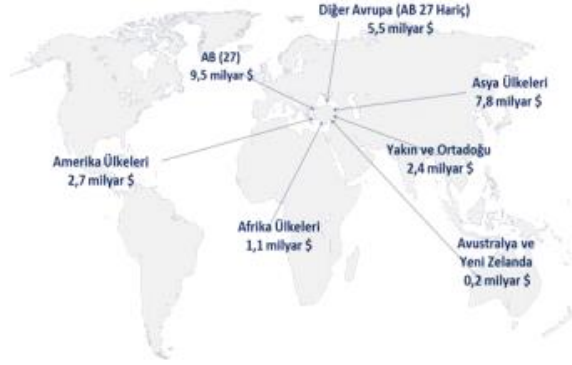 Diğer Avrupa (AB 27 Hariç)
5,5 milyar $
AB (27)
9,5 milyar $
Asya Ülkeleri
7,8 milyar $
Amerika Ülkeleri
2,7 milyar $
Yakın ve Ortadoğu
2,4 milyar $
Afrika Ülkeleri
1,1 milyar $
Avustralya ve
Yeni Zelanda
0,2 milyar $